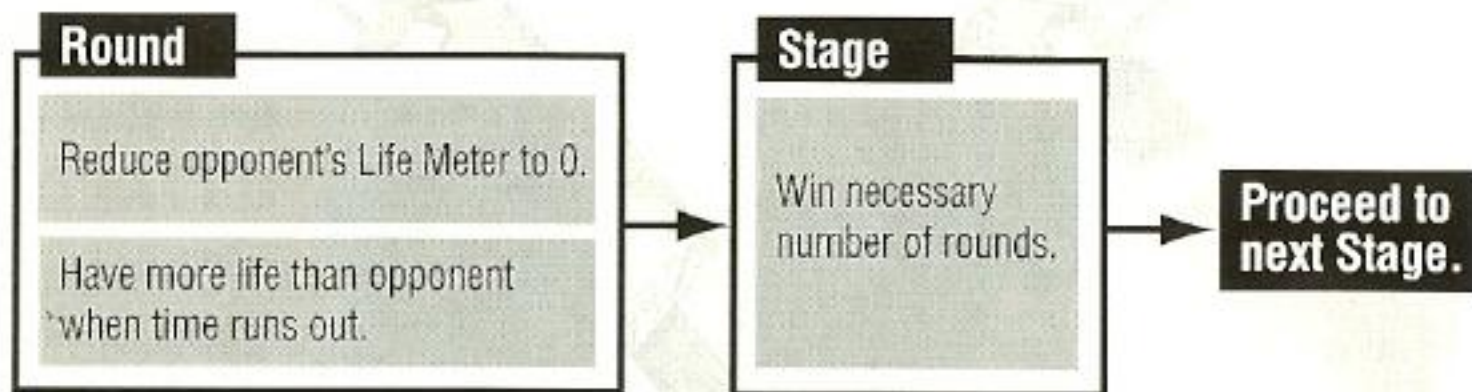 Round
Reduce opponent's Life Meter to 0.
Have more life than opponent
when time runs out.
Stage
Win necessary
number of rounds.
Proceed to
next Stage.